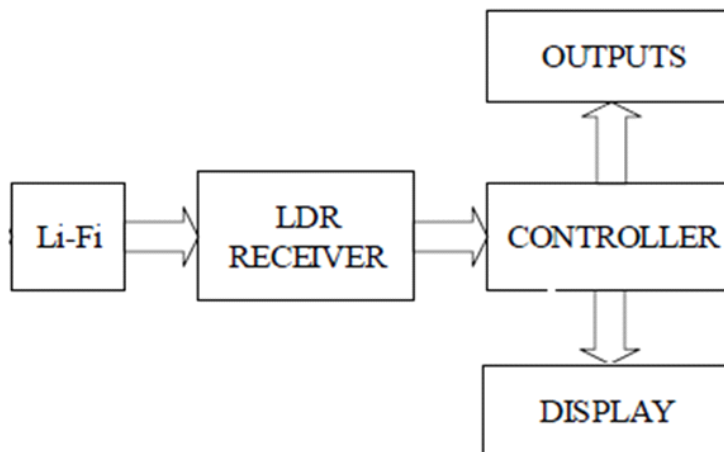 OUTPUTS
Li-Fi
LDR
RECEIVER
CONTROLLER
DISPLAY